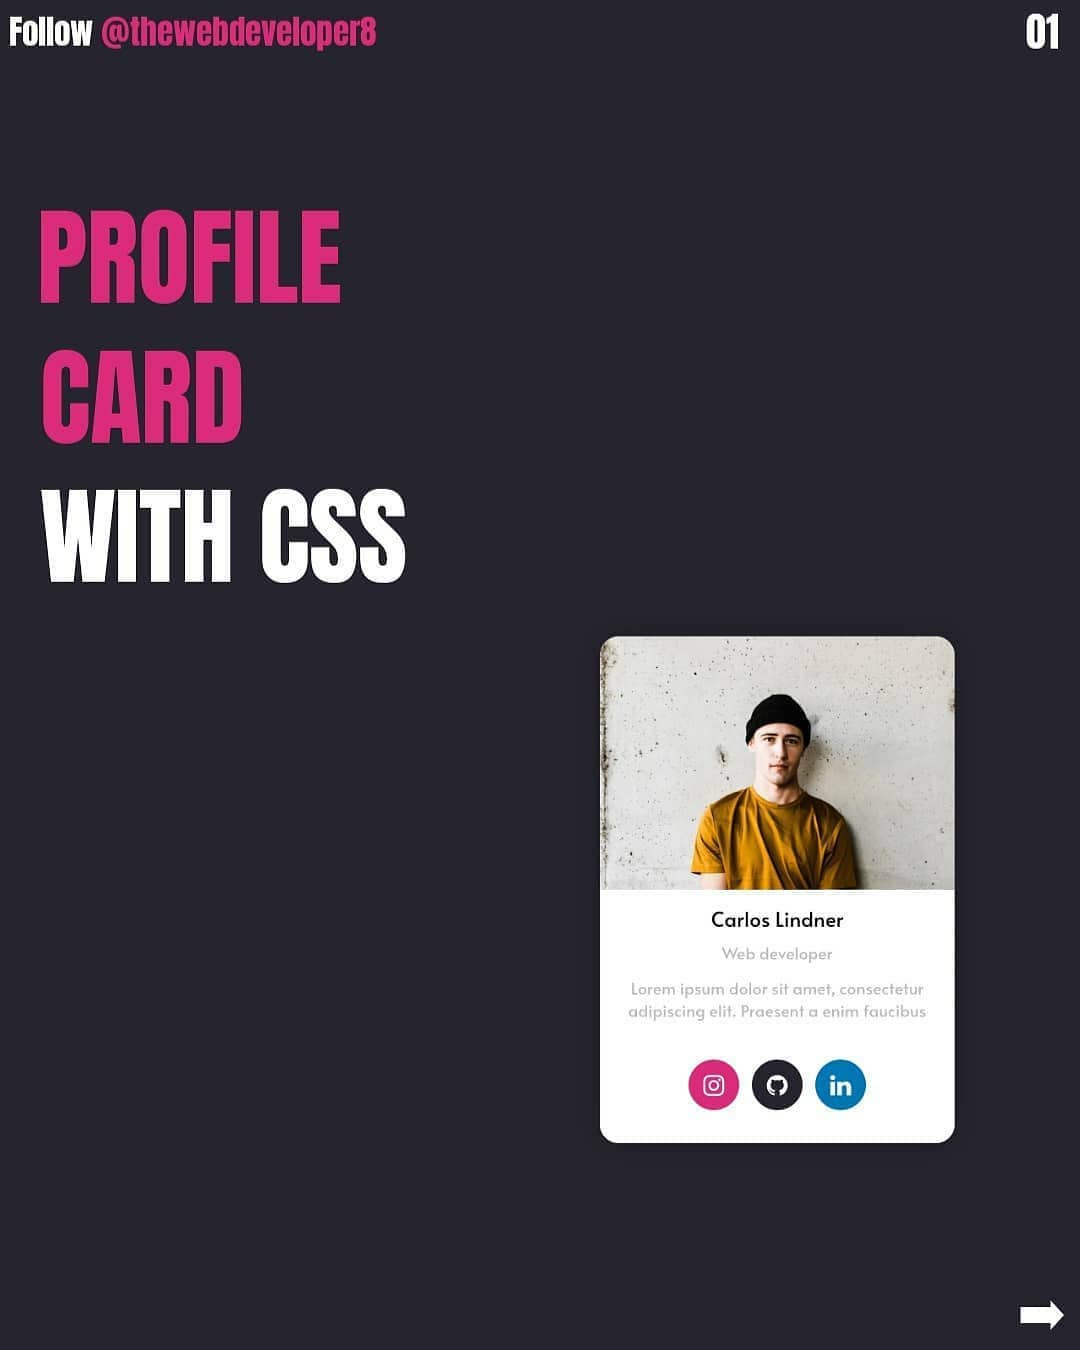 Follow @thewebdeveloper8
01
PROFILE
CARD
WITH CSS
Carlos Lindner
Web developer
Lorem ipsum dolor sit amet, consectetur
adipiscing elit. Praesent a enim faucibus
in